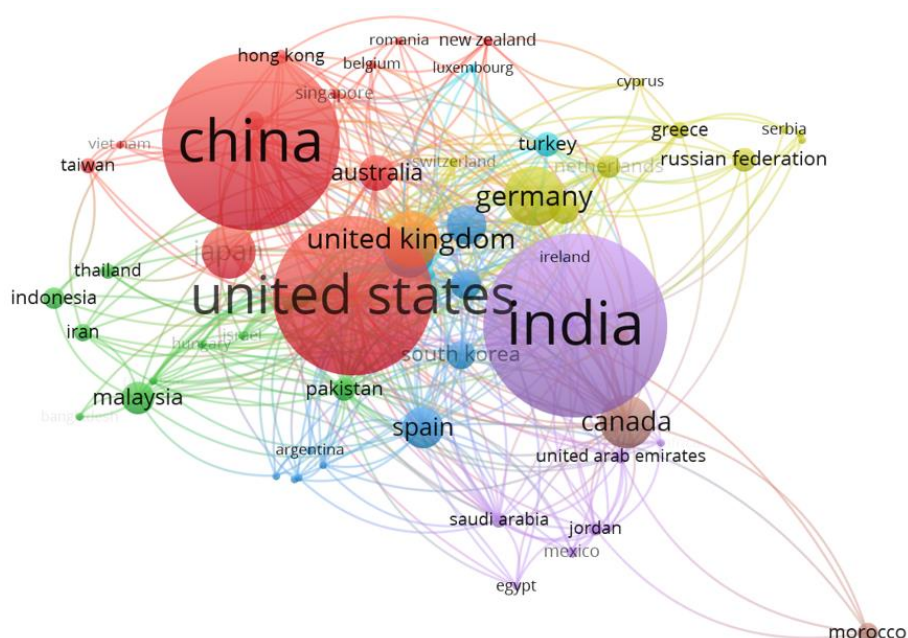 romania
new zealand
hong kong
belgium
luxembourg
singapore
cyprus
china
viet nam
taiwan
australia
switzerland
turkey
greece
serbia
netherlands
russian federation
germany
japan
united kingdom
ireland
thailand
united states
india
indonesia
iran
israel
hungary
south korea
malaysia
pakistan
bangladesh
spain
canada
argentina
united arab emirates
saudi arabia
jordan
mexico
egypt
morocco